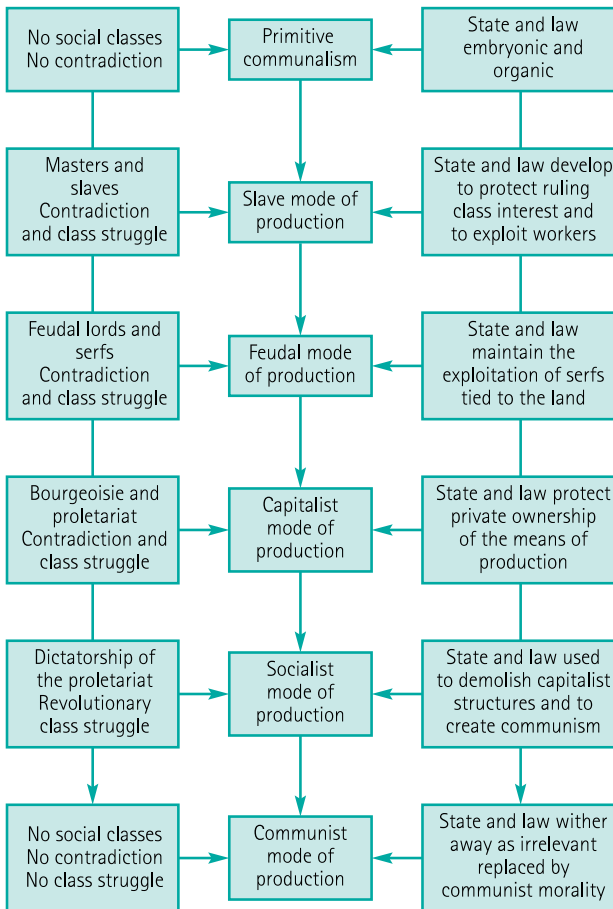 No social classes
No contradiction
Primitive
communalism
State and law
embryonic and
organic
Masters and
slaves
Contradiction
and class struggle
Slave mode of
production
State and law develop
to protect ruling
class interest and
to exploit workers
Feudal lords and
serfs
Contradiction
and class struggle
Feudal mode
of production
State and law
maintain the
exploitation of serfs
tied to the land
Bourgeoisie and
proletariat
Contradiction and
class struggle
Capitalist
mode of
production
State and law protect
private ownership
of the means of
production
Dictatorship of
the proletariat
Revolutionary
class struggle
Socialist
mode of
production
State and law used
to demolish capitalist
structures and to
create communism
No social classes
No contradiction
No class struggle
Communist
mode of
production
State and law wither
away as irrelevant
replaced by
communist morality